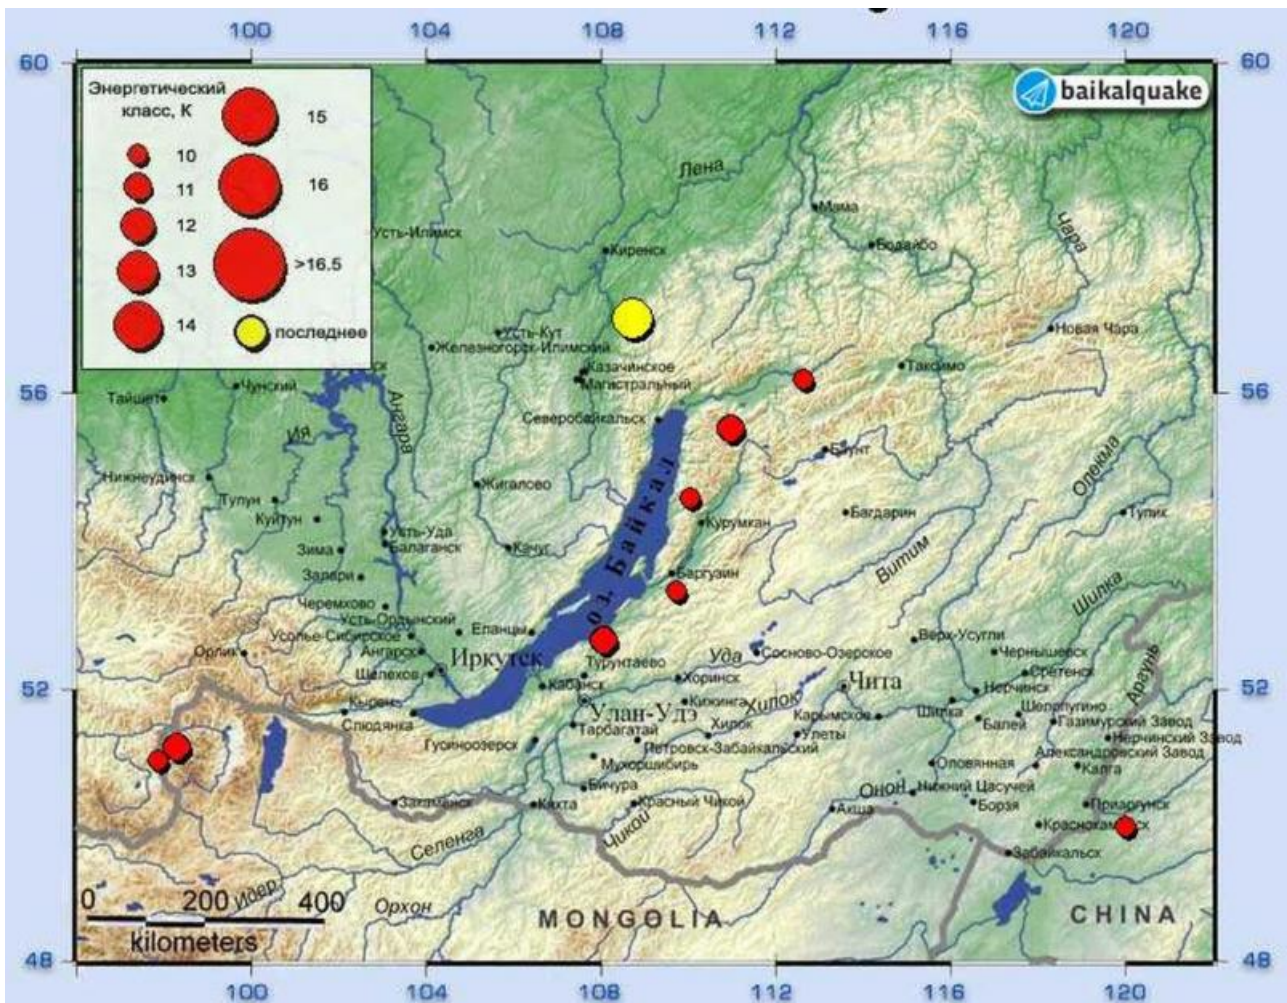 100 104 108 112 116 120
60 60
Энергетический
класс, К
10
11
12
13
14
15
16
>16.5
последнее
baikalquake
Лена
Мама
Усть-Илимск
Бодайбо
Чара
Киренск
Усть-Кут
Новая Чара
Железногорск-Илимский
Казачинское
Таксимо
Магистральный
56 56
Чунский
Тайшет
Ангара
Северобайкальск
Ия
Баунт
Олекма
Нижнеудинск
Жигалово
Тулун
оз. Байкал
Куйтун
Курумкан
Багдарин
Тупик
Усть-Уда
Балаганск
Зима
Качуг
Витим
Залари
Баргузин
Шилка
Черемхово
Усть-Ордынский
Еланцы
Усолье-Сибирское
Верх-Усугли
Орлик
Ангарск
Иркутск
Турунтаево
Уда
Сосново-Озерское
Чернышевск
Шелехов
Кабанск
Хоринск
Чита
Сретенск
Аргунь
52 52
Нерчинск
Кырен
Кижинга
Хилок
Слюдянка
Улан-Удэ
Карымское
Шилка
Шелопугино
Тарбагатай
Хилок
Балей
Газимурский Завод
Гусиноозерск
Петровск-Забайкальский
Улеты
Нерчинский Завод
Мухоршибирь
Оловянная
Александровский Завод
Калга
Бичура
Онон
Нижний Цасучей
Закаменск
Кяхта
Красный Чикой
Акша
Борзя
Приаргунск
Чикой
Селенга
Забайкальск
Идер
Орхон
0 200 400
kilometers
MONGOLIA
CHINA
48 48
100 104 108 112 116 120